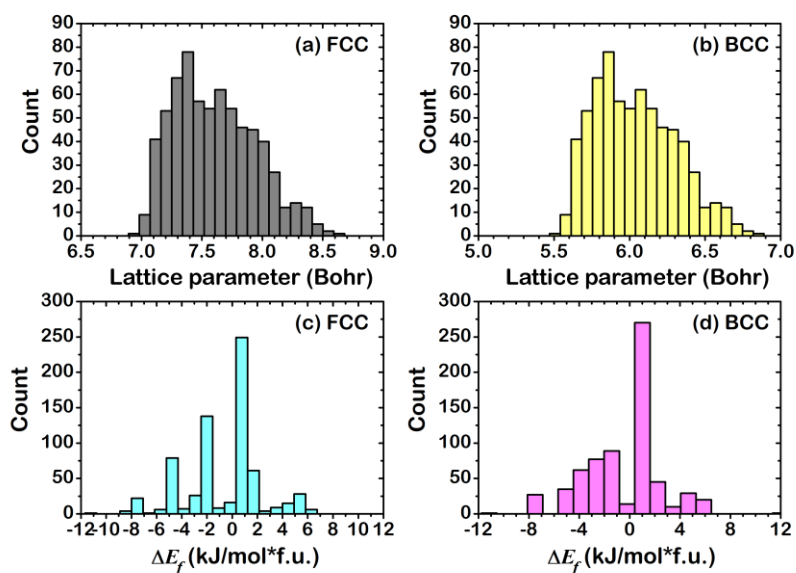 90
80
70
60
50
40
30
20
10
0
Count
(a) FCC
6.5 7.0 7.5 8.0 8.5 9.0
Lattice parameter (Bohr)
90
80
70
60
50
40
30
20
10
0
Count
(b) BCC
5.0 5.5 6.0 6.5 7.0
Lattice parameter (Bohr)
300
250
200
150
100
50
0
Count
(c) FCC
-12-10 -8 -6 -4 -2 0 2 4 6 8 10 12
ΔE_f (kJ/mol*f.u.)
300
250
200
150
100
50
0
Count
(d) BCC
-12 -8 -4 0 4 8 12
ΔE_f (kJ/mol*f.u.)